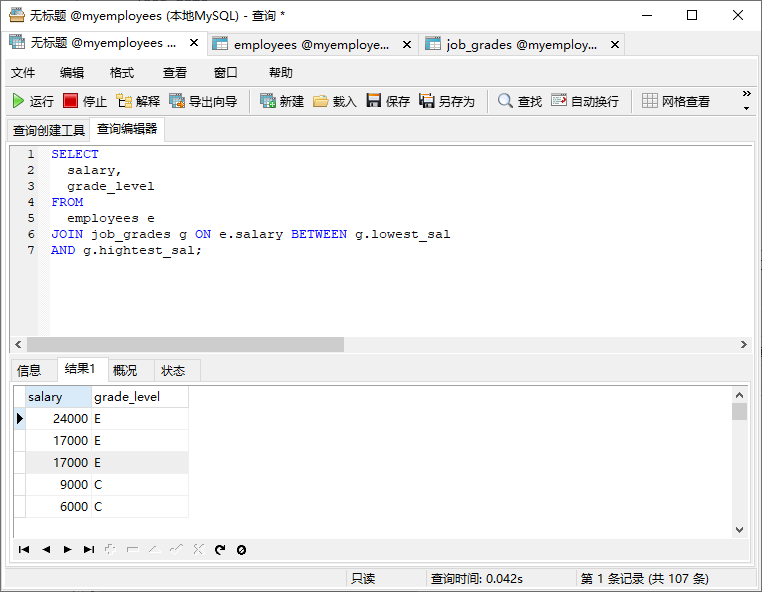 无标题 @myemployees (本地MySQL) - 查询 *
无标题 @myemployees ...
employees @myemploye...
job_grades @myemploy...
文件 编辑 格式 查看 窗口 帮助
运行 停止 解释 导出向导 新建 载入 保存 另存为 查找 自动换行 网格查看
查询创建工具 查询编辑器
1 SELECT
2 salary,
3 grade_level
4 FROM
5 employees e
6 JOIN job_grades g ON e.salary BETWEEN g.lowest_sal
7 AND g.hightest_sal;
信息 结果1 概况 状态
salary grade_level
24000 E
17000 E
17000 E
9000 C
6000 C
只读 查询时间: 0.042s 第 1 条记录 (共 107 条)